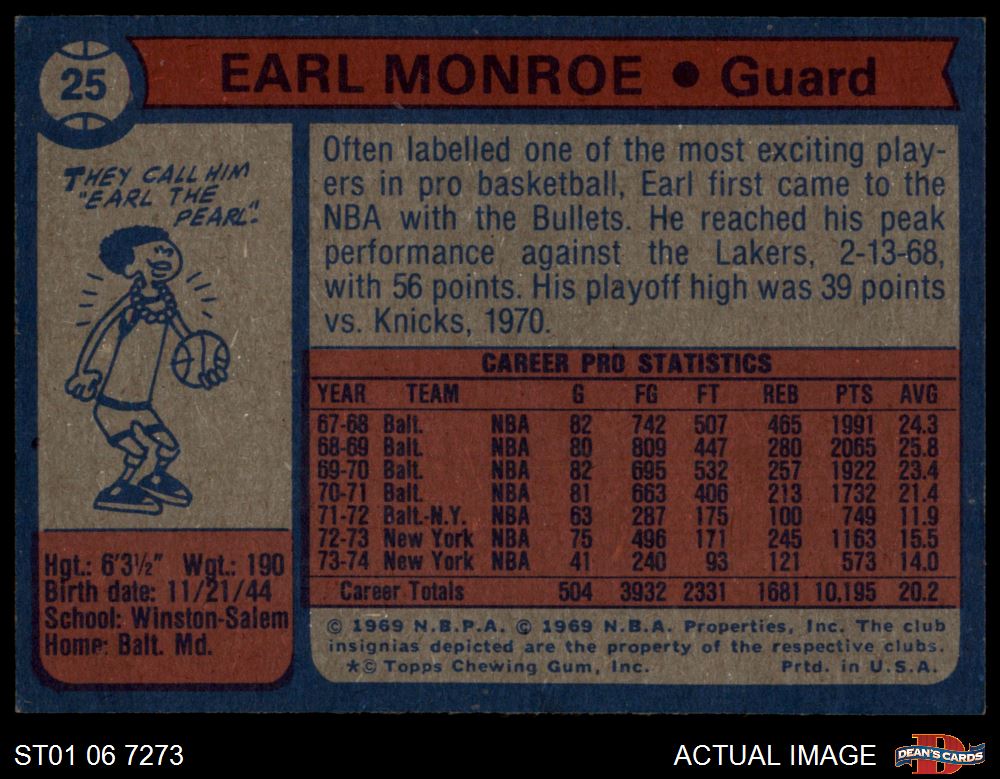 25
EARL MONROE • Guard
THEY CALL HIM
"EARL THE
PEARL".
Often labelled one of the most exciting play-
ers in pro basketball, Earl first came to the
NBA with the Bullets. He reached his peak
performance against the Lakers, 2-13-68,
with 56 points. His playoff high was 39 points
vs. Knicks, 1970.
CAREER PRO STATISTICS
YEAR TEAM G FG FT REB PTS AVG
67-68 Balt. NBA 82 742 507 465 1991 24.3
68-69 Balt. NBA 80 809 447 280 2065 25.8
69-70 Balt. NBA 82 695 532 257 1922 23.4
70-71 Balt. NBA 81 663 406 213 1732 21.4
71-72 Balt.-N.Y. NBA 63 287 175 100 749 11.9
72-73 New York NBA 75 496 171 245 1163 15.5
73-74 New York NBA 41 240 93 121 573 14.0
Career Totals 504 3932 2331 1681 10,195 20.2
Hgt.: 6'3½" Wgt.: 190
Birth date: 11/21/44
School: Winston-Salem
Home: Balt. Md.
© 1969 N.B.P.A. © 1969 N.B.A. Properties, Inc. The club
insignias depicted are the property of the respective clubs.
*© Topps Chewing Gum, Inc. Prtd. in U.S.A.
ST01 06 7273
ACTUAL IMAGE
D
DEAN'S CARDS